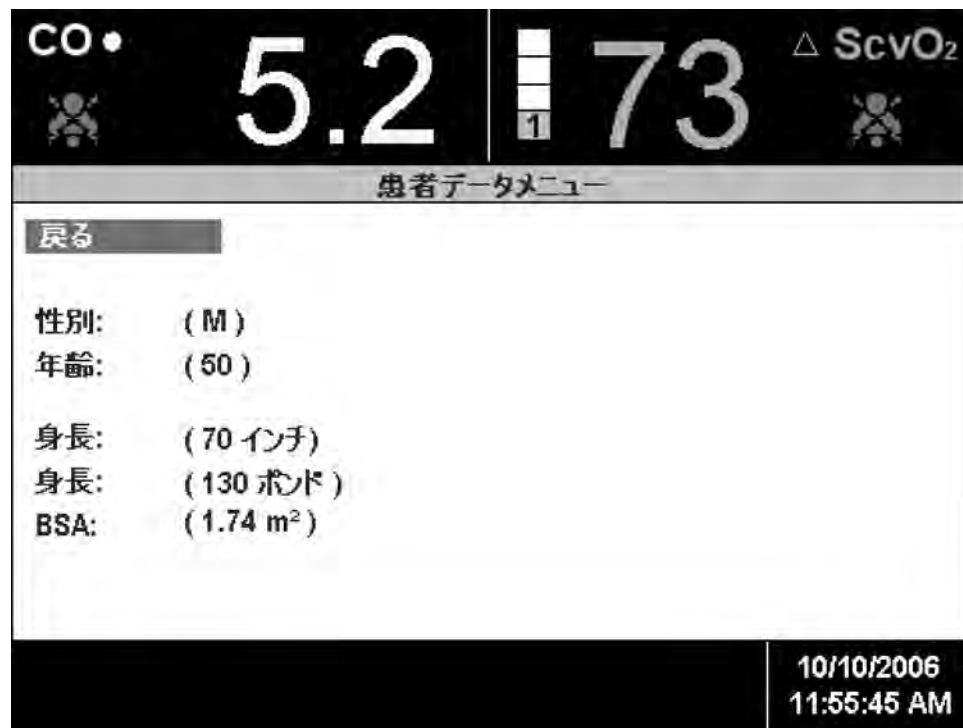 CO
5.2
1
73
△ ScvO₂
患者データメニュー
戻る
性別: ( M )
年齢: ( 50 )
身長: ( 70 インチ)
身長: ( 130 ポンド )
BSA: ( 1.74 m² )
10/10/2006
11:55:45 AM